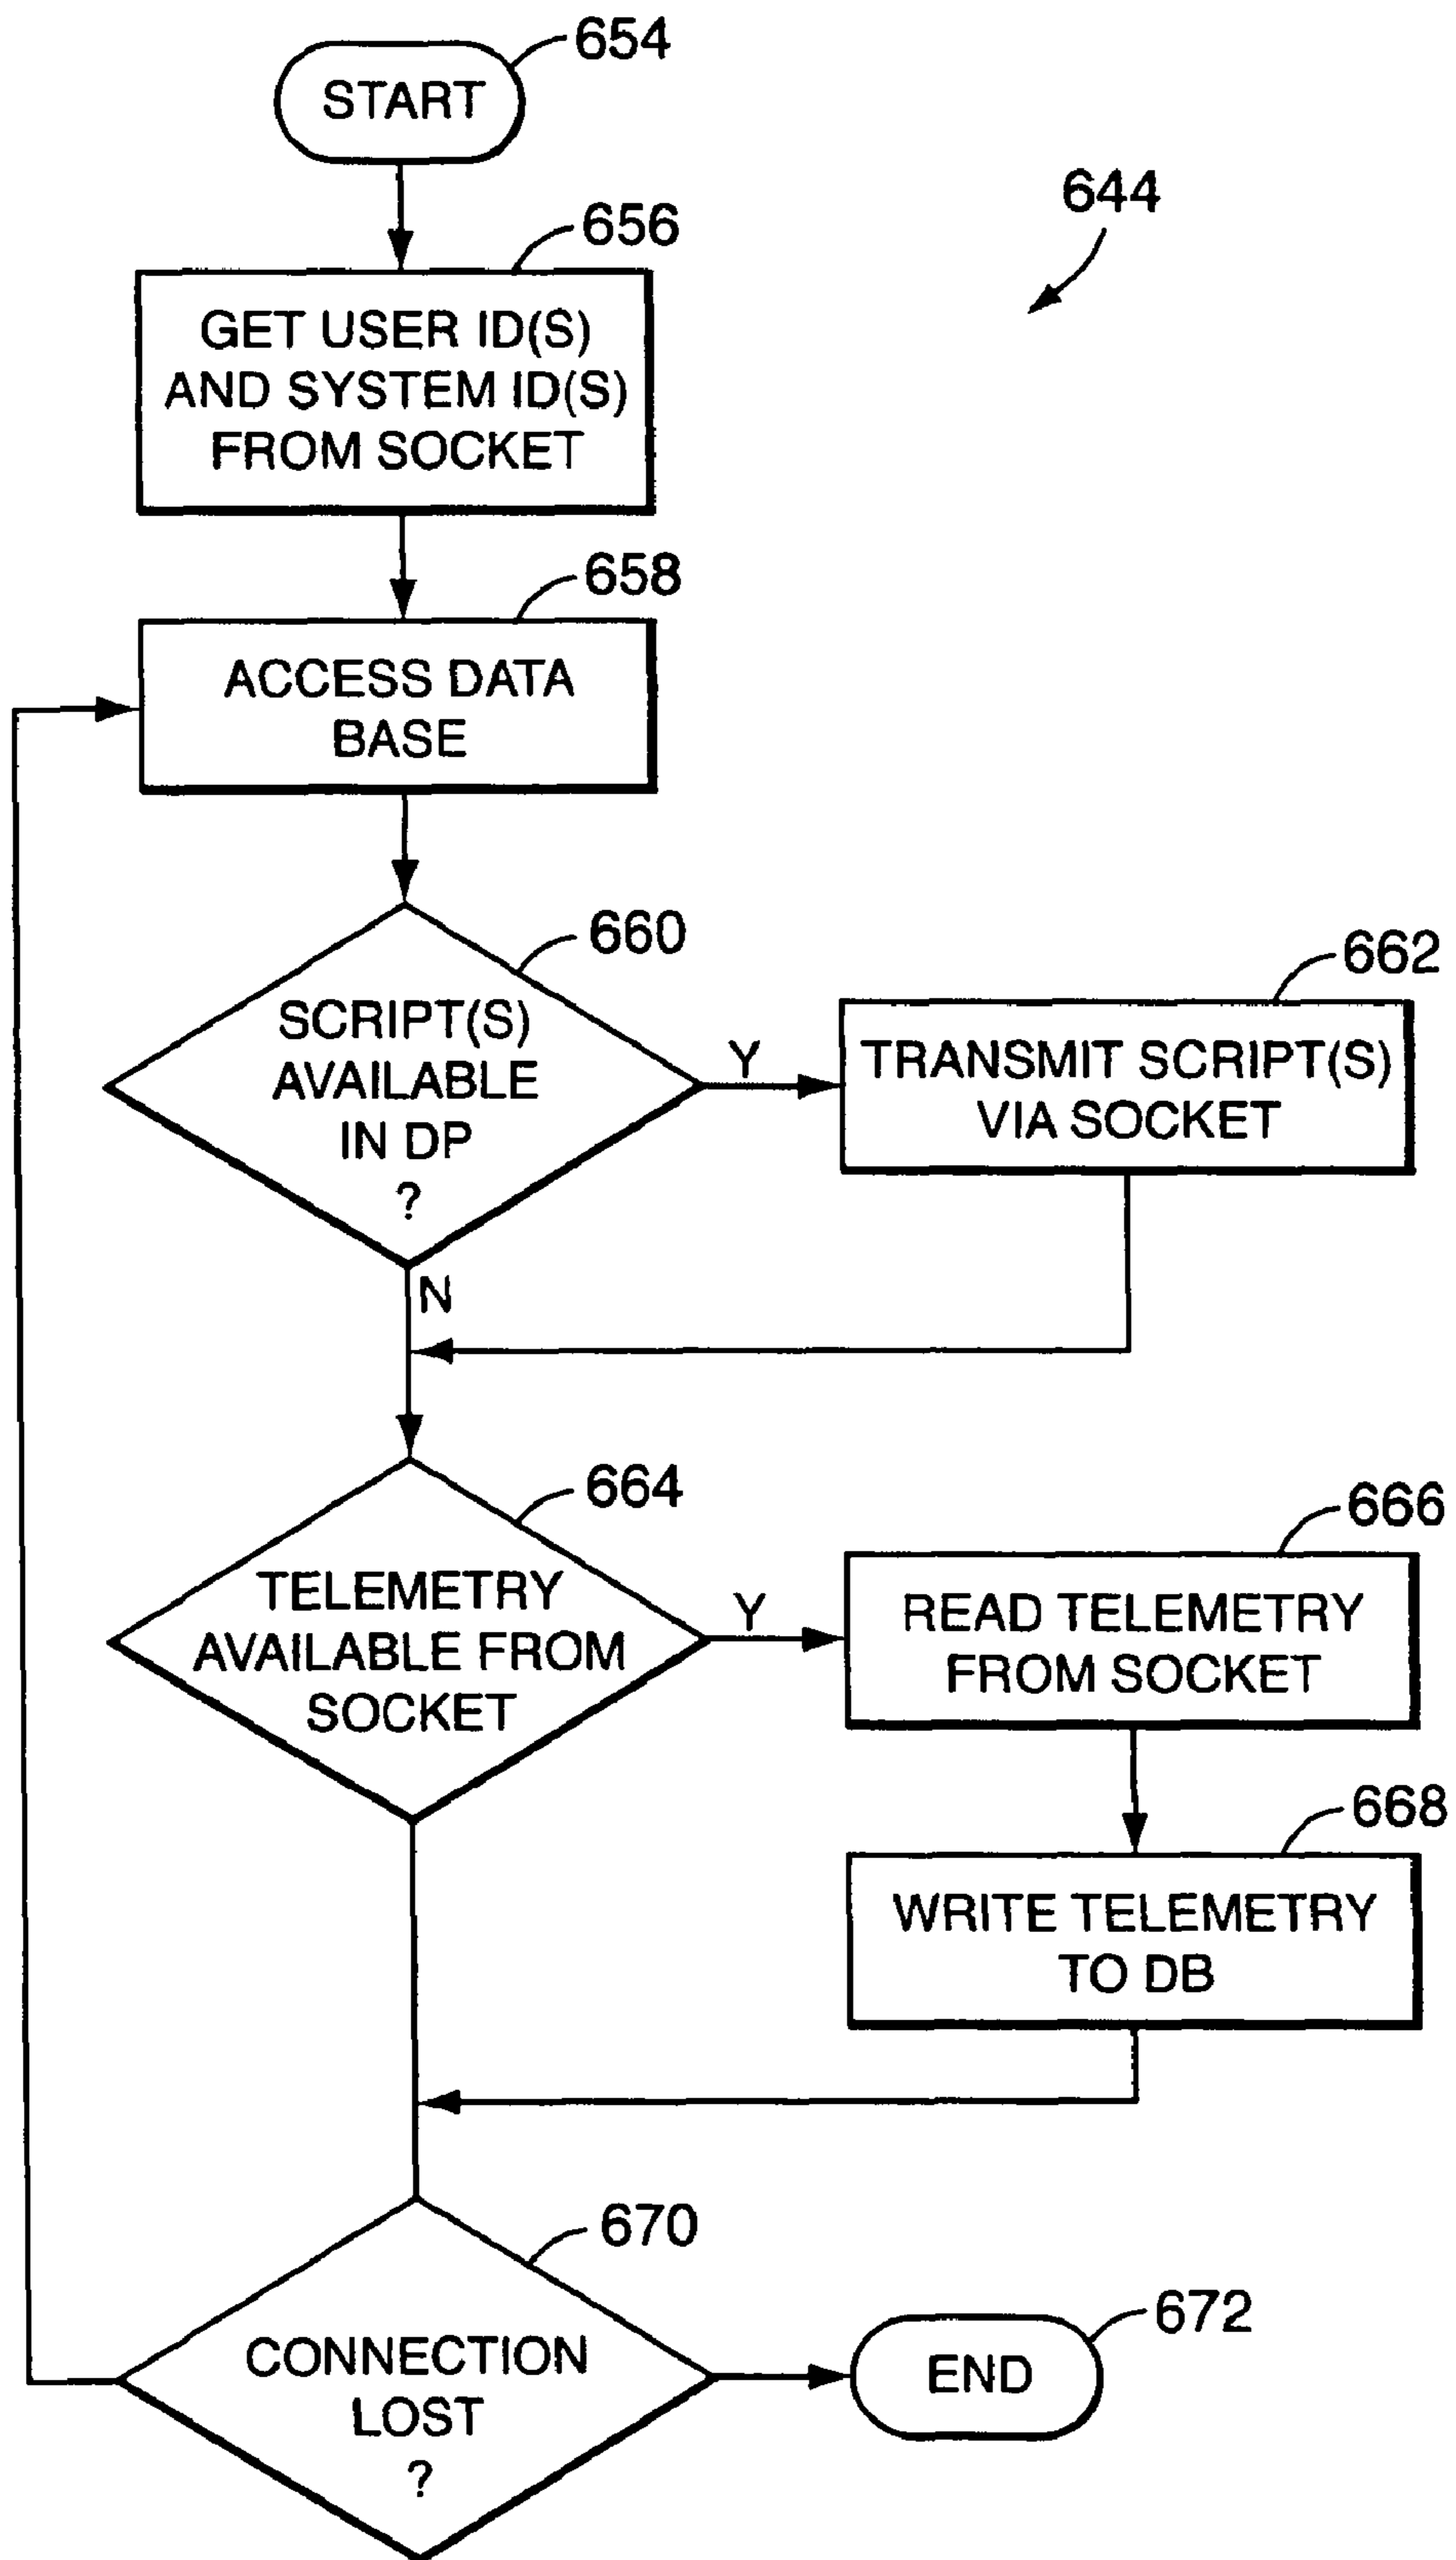 654
START
644
656
GET USER ID(S)
AND SYSTEM ID(S)
FROM SOCKET
658
ACCESS DATA
BASE
660
SCRIPT(S)
AVAILABLE
IN DP
?
Y
662
TRANSMIT SCRIPT(S)
VIA SOCKET
N
664
TELEMETRY
AVAILABLE FROM
SOCKET
Y
666
READ TELEMETRY
FROM SOCKET
668
WRITE TELEMETRY
TO DB
670
CONNECTION
LOST
?
672
END